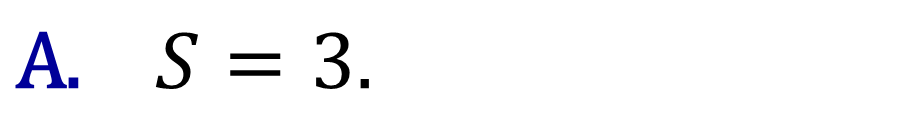 A. S = 3.